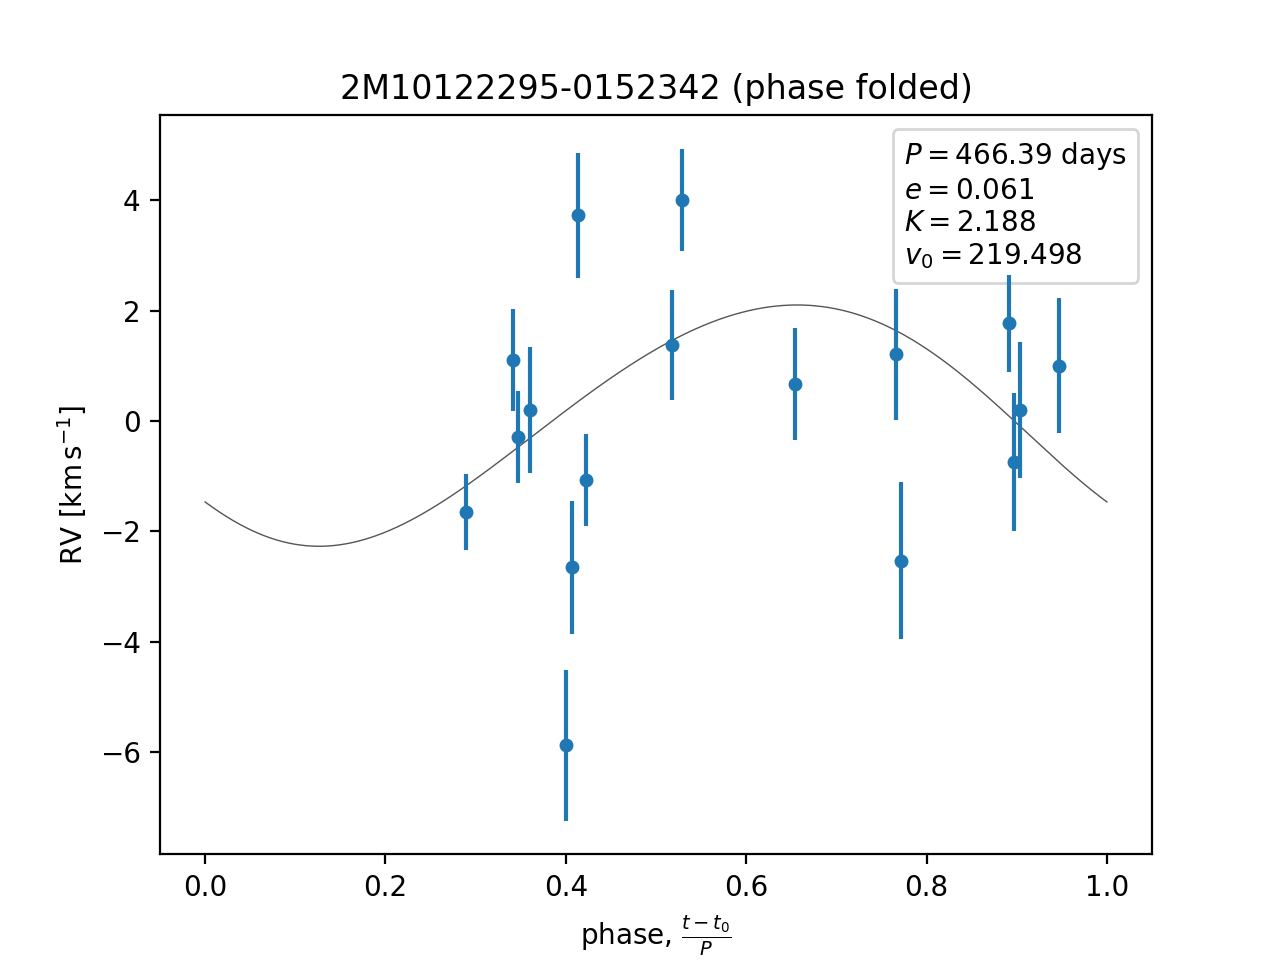 2M10122295-0152342 (phase folded)
P = 466.39 days
e = 0.061
K = 2.188
v₀ = 219.498
4
2
0
−2
−4
−6
RV [km s⁻¹]
0.0 0.2 0.4 0.6 0.8 1.0
phase, (t − t₀)/P